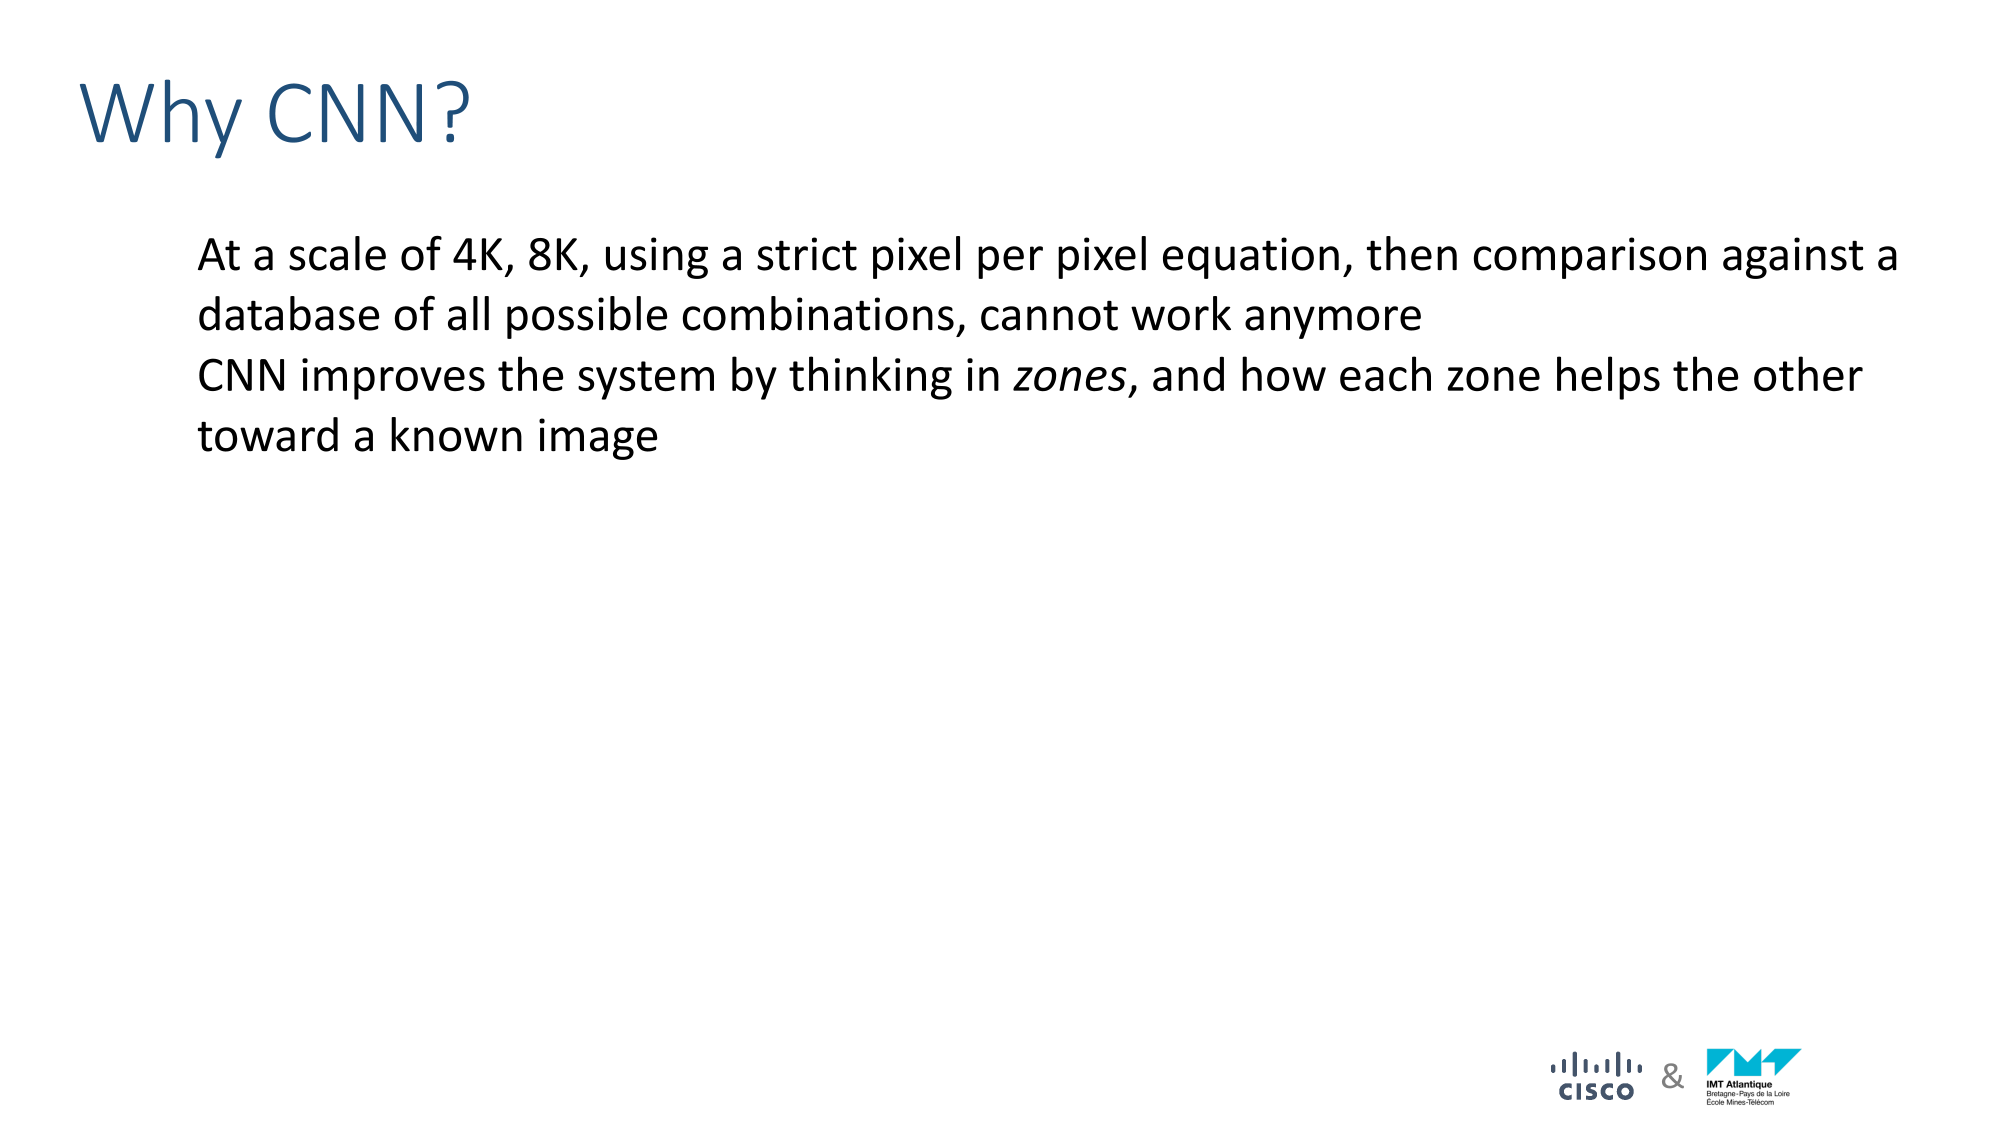 Why CNN?
At a scale of 4K, 8K, using a strict pixel per pixel equation, then comparison against a
database of all possible combinations, cannot work anymore
CNN improves the system by thinking in zones, and how each zone helps the other
toward a known image
CISCO
&
IMT Atlantique
Bretagne-Pays de la Loire
École Mines-Télécom